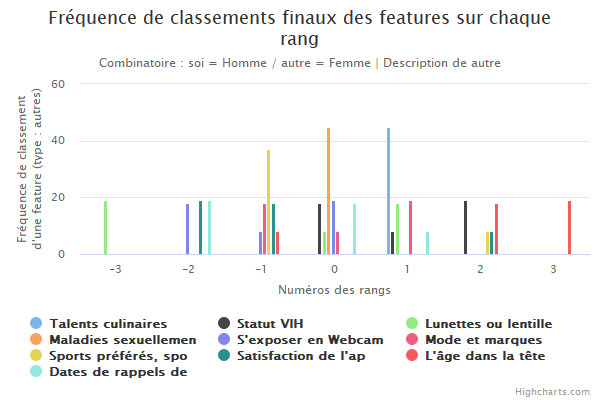 Fréquence de classements finaux des features sur chaque
rang
Combinatoire : soi = Homme / autre = Femme | Description de autre
Fréquence de classement
d'une feature (type : autres)
60
40
20
0
−3
−2
−1
0
1
2
3
Numéros des rangs
Talents culinaires
Statut VIH
Lunettes ou lentille
Maladies sexuellemen
S'exposer en Webcam
Mode et marques
Sports préférés, spo
Satisfaction de l'ap
L'âge dans la tête
Dates de rappels de
Highcharts.com